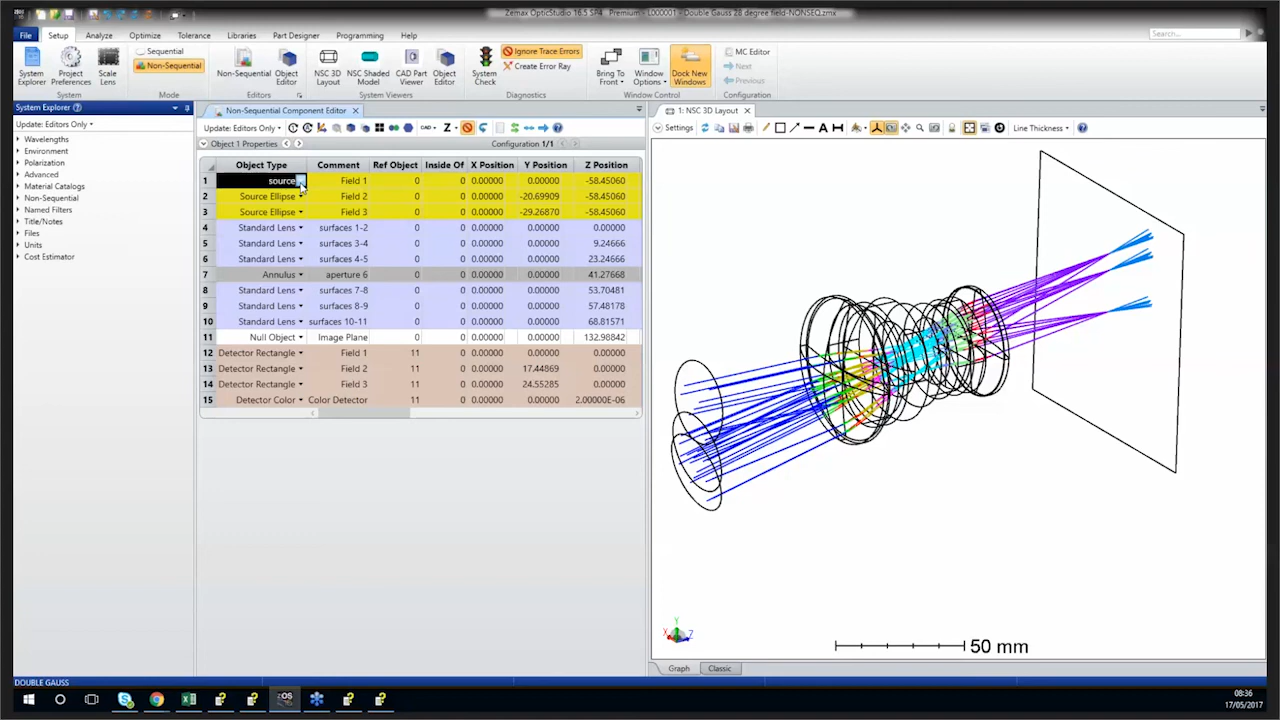 Zemax OpticStudio 16.5 SP4 Premium - L000001 - Double Gauss 28 degree field-NONSEQ.zmx
File Setup Analyze Optimize Tolerance Libraries Part Designer Programming Help Search...
Sequential
Non-Sequential
System Explorer
Project Preferences
Scale Lens
Non-Sequential
Object Editor
NSC 3D Layout
NSC Shaded Model
CAD Part Viewer
Object Editor
System Check
Ignore Trace Errors
Create Error Ray
Bring To Front
Window Options
Dock New Windows
MC Editor
Next
Previous
System Mode Editors System Viewers Diagnostics Window Control Configuration
System Explorer
Update: Editors Only
Wavelengths
Environment
Polarization
Advanced
Material Catalogs
Non-Sequential
Named Filters
Title/Notes
Files
Units
Cost Estimator
Non-Sequential Component Editor
Update: Editors Only CAD Z
Object 1 Properties Configuration 1/1
Object Type Comment Ref Object Inside Of X Position Y Position Z Position
1 source Field 1 0 0 0.00000 0.00000 -58.45060
2 Source Ellipse Field 2 0 0 0.00000 -20.69909 -58.45060
3 Source Ellipse Field 3 0 0 0.00000 -29.26870 -58.45060
4 Standard Lens surfaces 1-2 0 0 0.00000 0.00000 0.00000
5 Standard Lens surfaces 3-4 0 0 0.00000 0.00000 9.24666
6 Standard Lens surfaces 4-5 0 0 0.00000 0.00000 23.24666
7 Annulus aperture 6 0 0 0.00000 0.00000 41.27668
8 Standard Lens surfaces 7-8 0 0 0.00000 0.00000 53.70481
9 Standard Lens surfaces 8-9 0 0 0.00000 0.00000 57.48178
10 Standard Lens surfaces 10-11 0 0 0.00000 0.00000 68.81571
11 Null Object Image Plane 0 0 0.00000 0.00000 132.98842
12 Detector Rectangle Field 1 11 0 0.00000 0.00000 0.00000
13 Detector Rectangle Field 2 11 0 0.00000 17.44869 0.00000
14 Detector Rectangle Field 3 11 0 0.00000 24.55285 0.00000
15 Detector Color Color Detector 11 0 0.00000 0.00000 2.00000E-06
1: NSC 3D Layout
Settings A H Line Thickness
X Y Z
50 mm
Graph Classic
DOUBLE GAUSS
08:36
17/05/2017